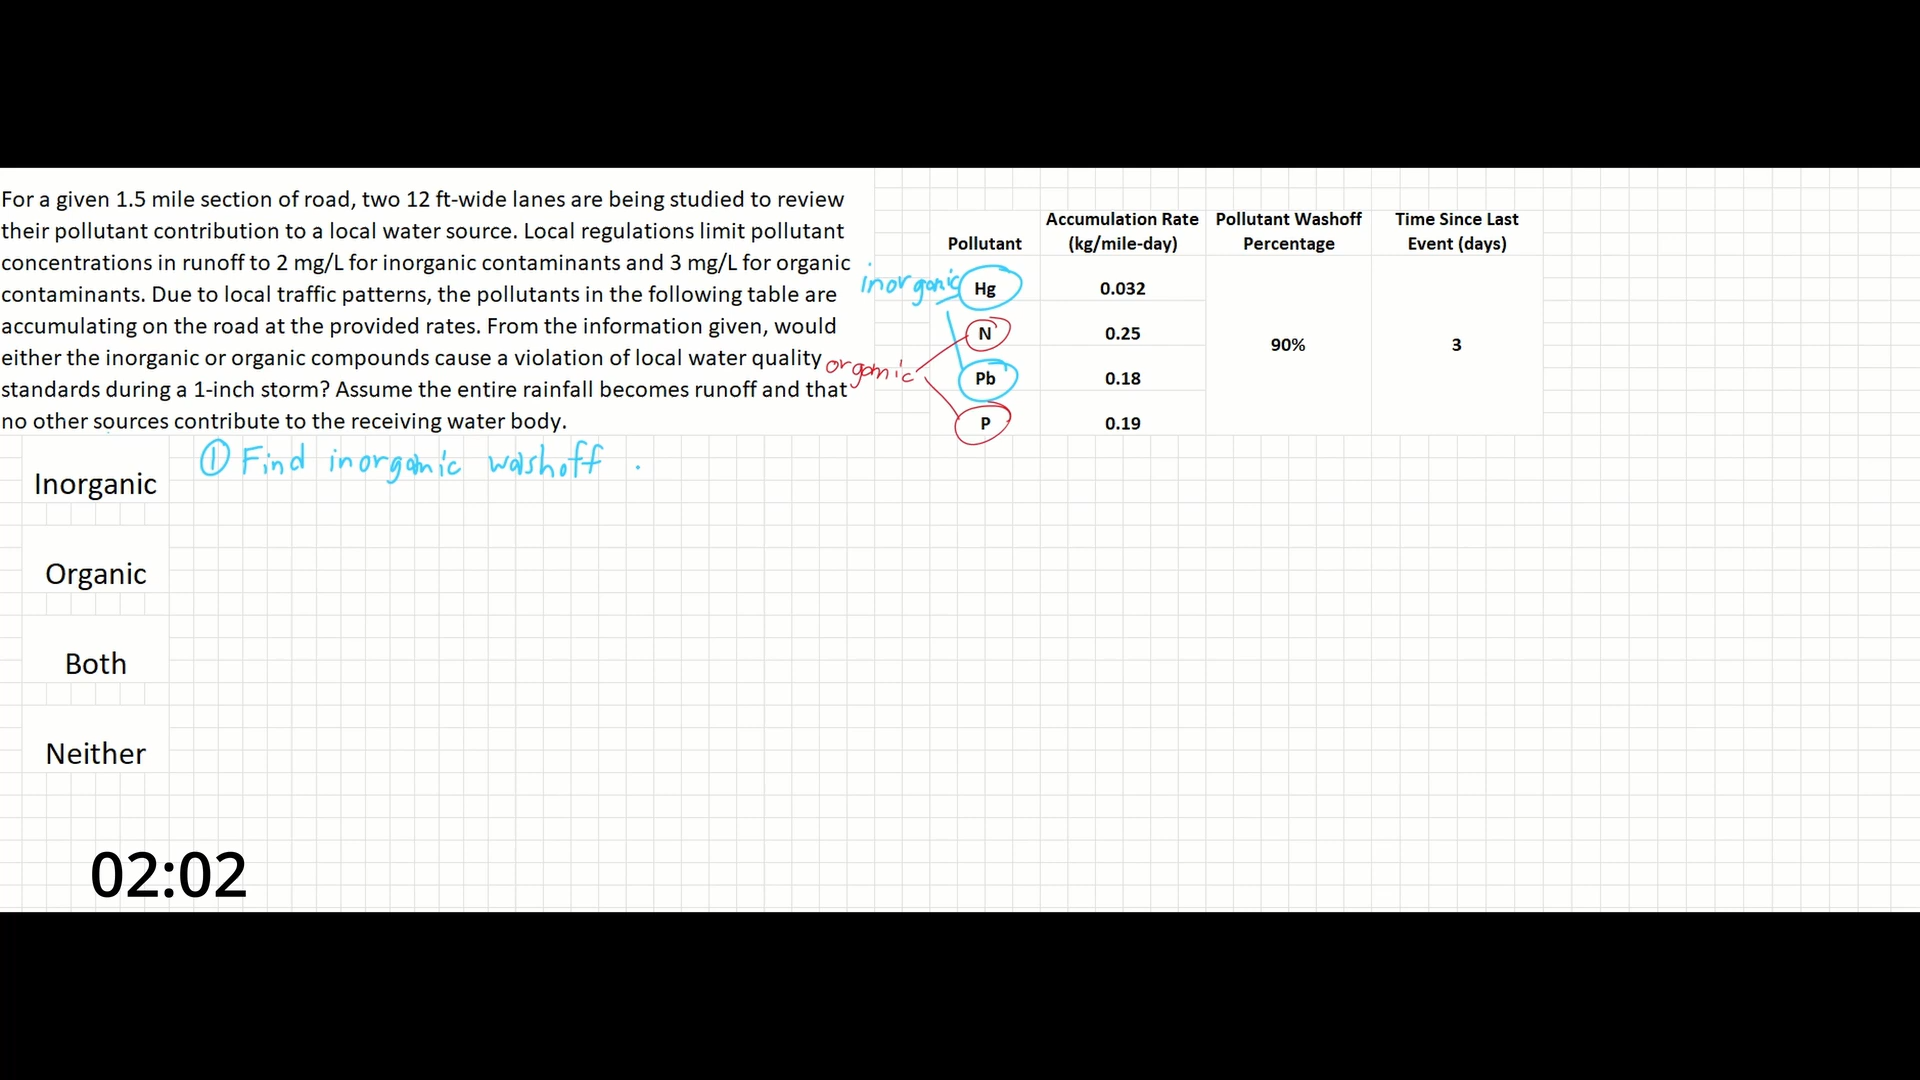 For a given 1.5 mile section of road, two 12 ft-wide lanes are being studied to review
their pollutant contribution to a local water source. Local regulations limit pollutant
concentrations in runoff to 2 mg/L for inorganic contaminants and 3 mg/L for organic
contaminants. Due to local traffic patterns, the pollutants in the following table are
accumulating on the road at the provided rates. From the information given, would
either the inorganic or organic compounds cause a violation of local water quality
standards during a 1-inch storm? Assume the entire rainfall becomes runoff and that
no other sources contribute to the receiving water body.
Pollutant Accumulation Rate (kg/mile-day) Pollutant Washoff Percentage Time Since Last Event (days)
inorganic Hg 0.032
N 0.25
90% 3
organic
Pb 0.18
P 0.19
① Find inorganic washoff .
Inorganic
Organic
Both
Neither
02:02